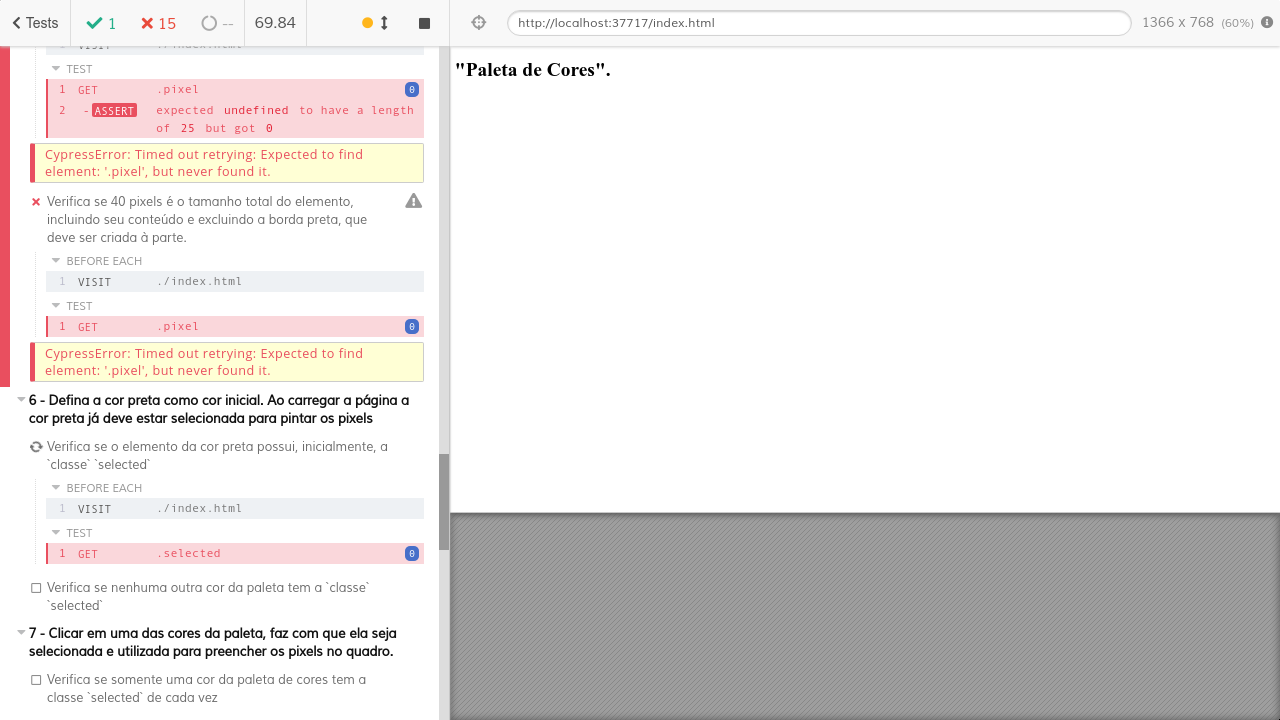 Tests
1
15
--
69.84
http://localhost:37717/index.html
1366 x 768 (60%)
1 VISIT ./index.html
TEST
1 GET .pixel 0
2 -ASSERT expected undefined to have a length
of 25 but got 0
CypressError: Timed out retrying: Expected to find
element: '.pixel', but never found it.
Verifica se 40 pixels é o tamanho total do elemento,
incluindo seu conteúdo e excluindo a borda preta, que
deve ser criada à parte.
BEFORE EACH
1 VISIT ./index.html
TEST
1 GET .pixel 0
CypressError: Timed out retrying: Expected to find
element: '.pixel', but never found it.
6 - Defina a cor preta como cor inicial. Ao carregar a página a
cor preta já deve estar selecionada para pintar os pixels
Verifica se o elemento da cor preta possui, inicialmente, a
`classe` `selected`
BEFORE EACH
1 VISIT ./index.html
TEST
1 GET .selected 0
Verifica se nenhuma outra cor da paleta tem a `classe`
`selected`
7 - Clicar em uma das cores da paleta, faz com que ela seja
selecionada e utilizada para preencher os pixels no quadro.
Verifica se somente uma cor da paleta de cores tem a
classe `selected` de cada vez
"Paleta de Cores".